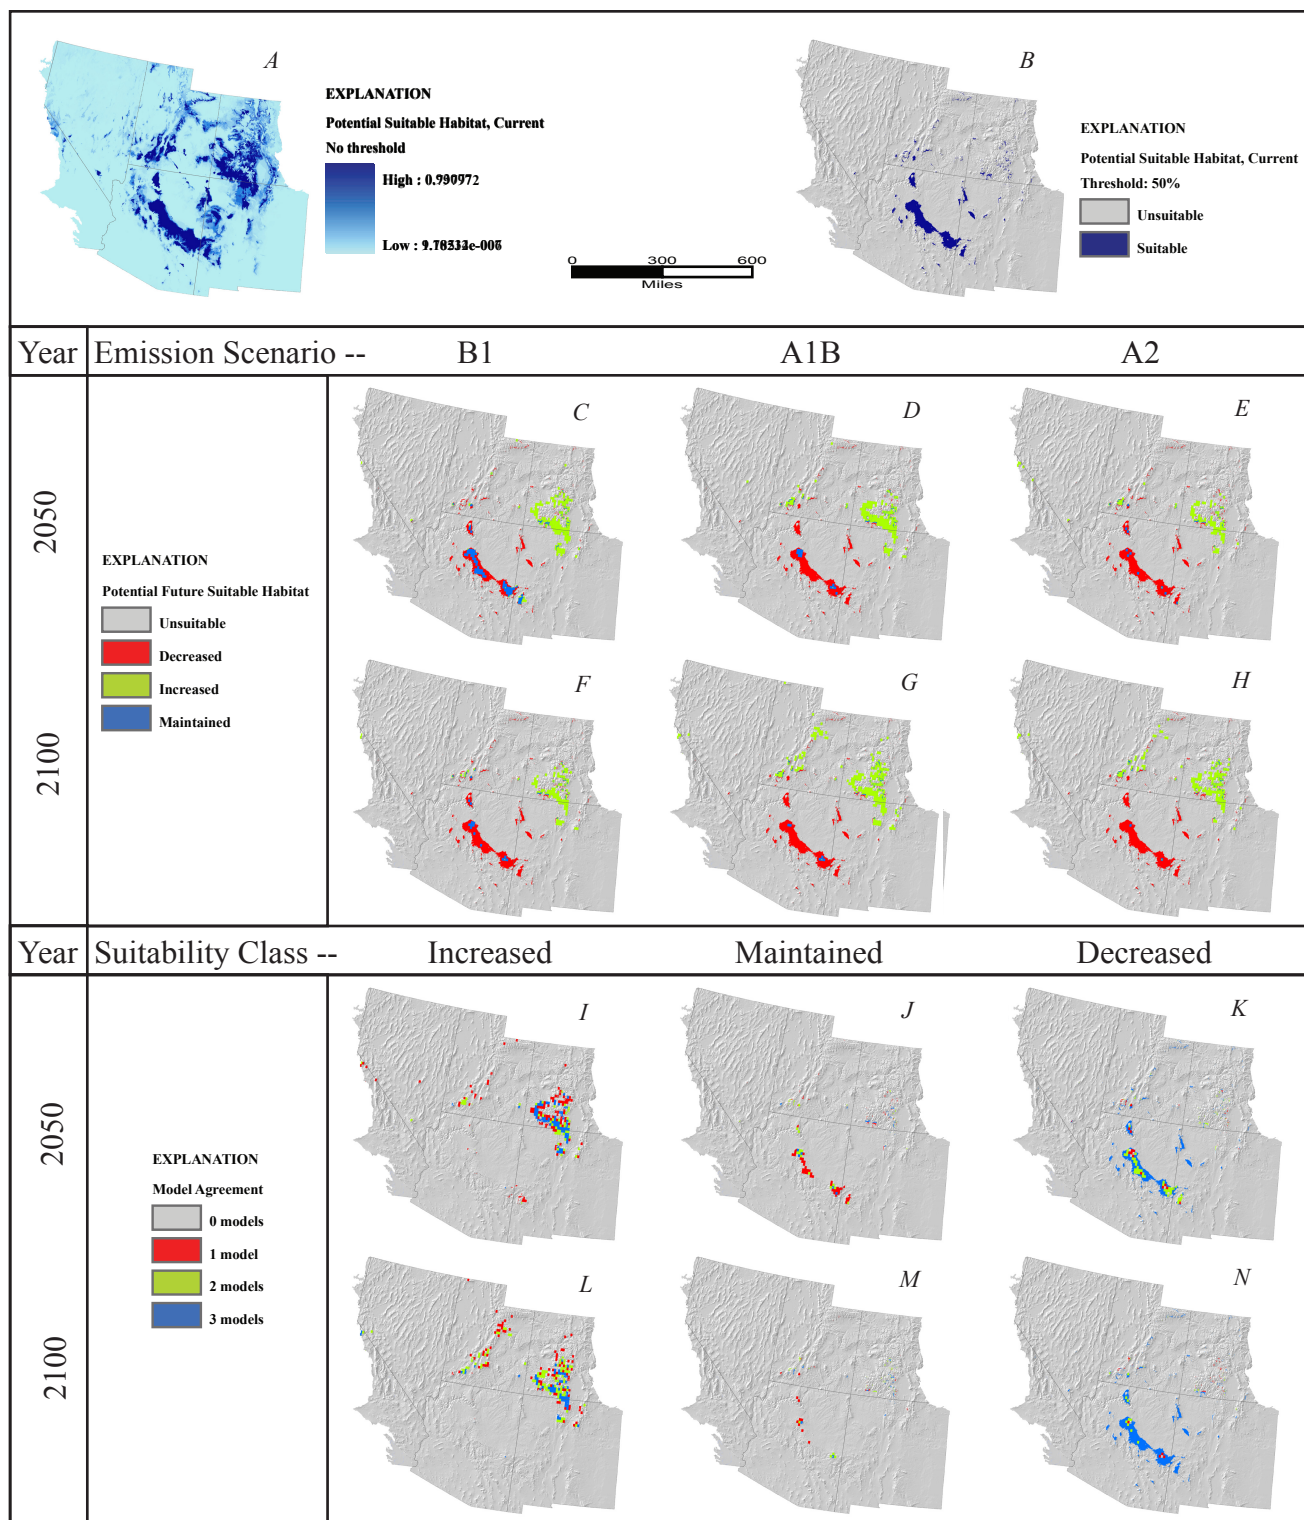 A
EXPLANATION
Potential Suitable Habitat, Current
No threshold
High :
Low :
0 300 600
Miles
B
EXPLANATION
Potential Suitable Habitat, Current
Threshold: 50%
Unsuitable
Suitable
Year Emission Scenario -- B1 A1B A2
2050
C
D
E
EXPLANATION
Potential Future Suitable Habitat
Unsuitable
Decreased
Increased
Maintained
2100
F
G
H
Year Suitability Class -- Increased Maintained Decreased
2050
I
J
K
EXPLANATION
Model Agreement
0 models
1 model
2 models
3 models
2100
L
M
N